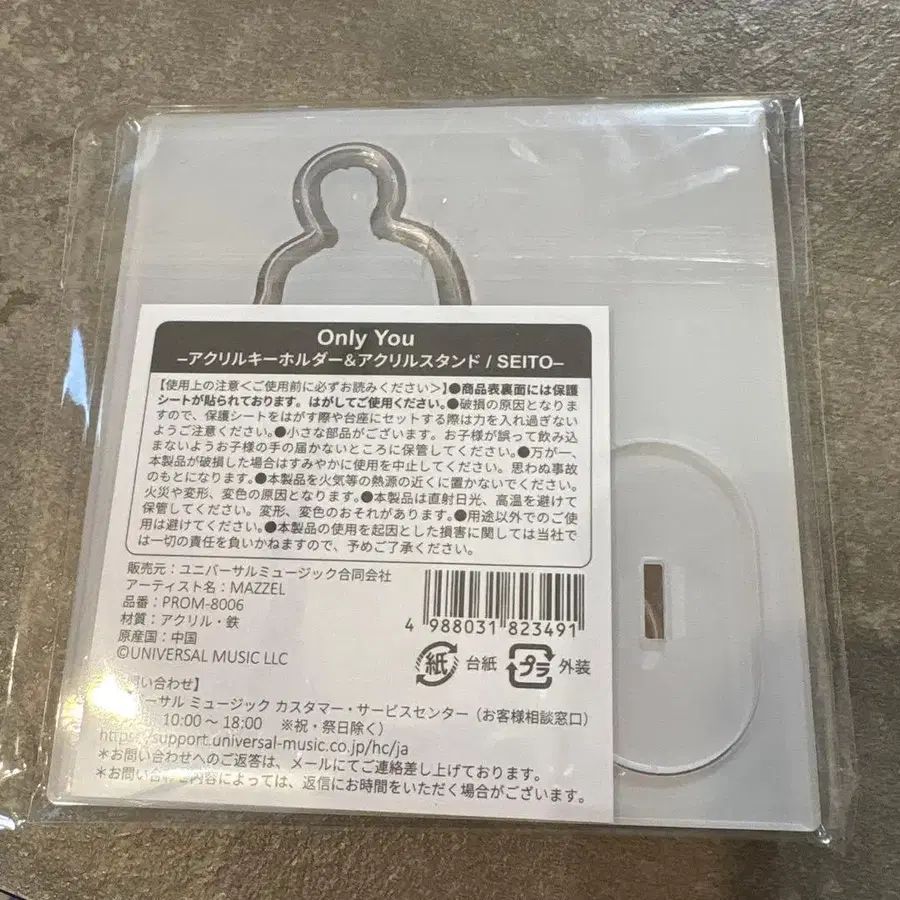 Only You
–アクリルキーホルダー&アクリルスタンド / SEITO–
【使用上の注意<ご使用前に必ずお読みください>】●商品表裏面には保護
シートが貼られております。はがしてご使用ください。●破損の原因となりま
すので、保護シートをはがす際や台座にセットする際は力を入れ過ぎない
ようご注意ください。●小さな部品がございます。お子様が誤って飲み込
まないようお子様の手の届かないところに保管してください。●万が一、
本製品が破損した場合はすみやかに使用を中止してください。思わぬ事故
のもとになります。●本製品を火気等の熱源の近くに置かないでください。
火災や変形、変色の原因となります。●本製品は直射日光、高温を避けて
保管してください。変形、変色のおそれがあります。●用途以外でのご使
用は避けてください。●本製品の使用を起因とした損害に関しては当社で
は一切の責任を負いかねますので、予めご了承ください。
販売元：ユニバーサルミュージック合同会社
アーティスト名：MAZZEL
品番：PROM-8006
材質：アクリル・鉄
原産国：中国
©UNIVERSAL MUSIC LLC
4 988031 823491
紙 台紙 プラ 外装
問い合わせ】
ーサル ミュージック カスタマー・サービスセンター（お客様相談窓口）
10:00～18:00 ※祝・祭日除く）
https://support.universal-music.co.jp/hc/ja
＊お問い合わせへのご返答は、メールにてご連絡差し上げております。
＊お問い合わせ内容によっては、返信にお時間をいただく場合がございます。